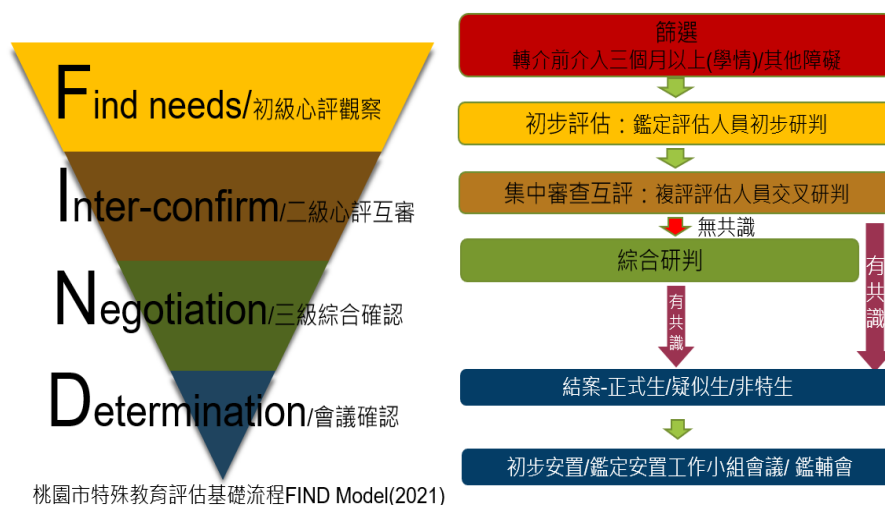 Find needs/初級心評觀察
Inter-confirm/二級心評互審
Negotiation/三級綜合確認
Determination/會議確認
桃園市特殊教育評估基礎流程FIND Model(2021)
篩選
轉介前介入三個月以上(學情)/其他障礙
初步評估：鑑定評估人員初步研判
集中審查互評：複評評估人員交叉研判
無共識
綜合研判
有共識
有共識
結案-正式生/疑似生/非特生
初步安置/鑑定安置工作小組會議/ 鑑輔會